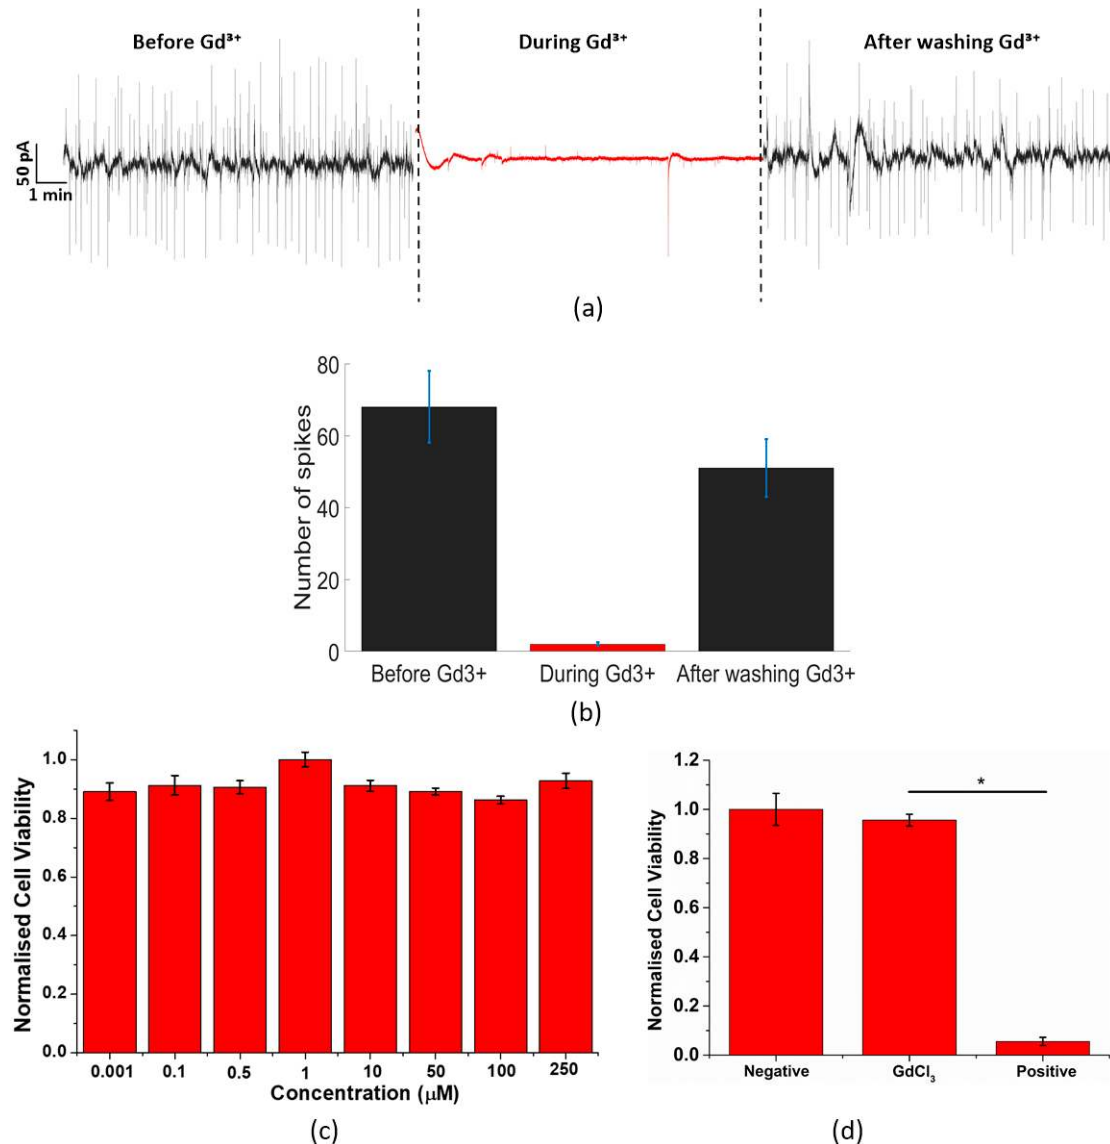 Before Gd³⁺ During Gd³⁺ After washing Gd³⁺
50 pA
1 min
(a)
80
60
40
20
0
Number of spikes
Before Gd3+ During Gd3+ After washing Gd3+
(b)
1.0
0.8
0.6
0.4
0.2
0.0
Normalised Cell Viability
0.001 0.1 0.5 1 10 50 100 250
Concentration (μM)
(c)
1.2
1.0
0.8
0.6
0.4
0.2
0.0
Normalised Cell Viability
*
Negative GdCl₃ Positive
(d)